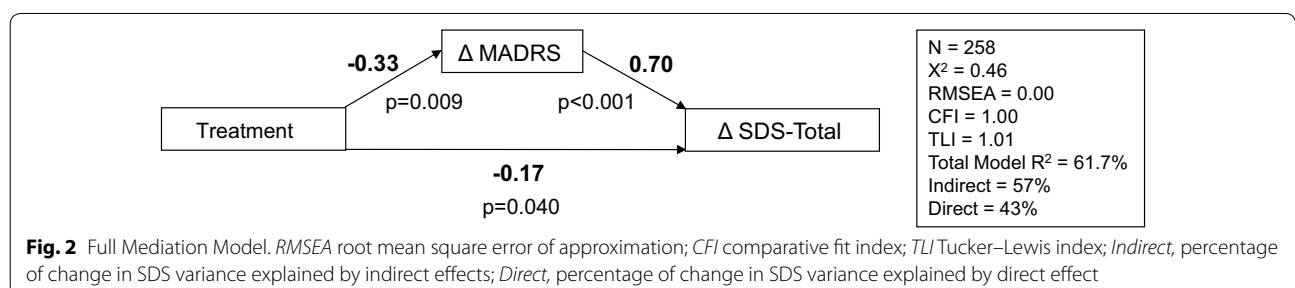 Δ MADRS
-0.33
0.70
p=0.009
p<0.001
Treatment
Δ SDS-Total
-0.17
p=0.040
N = 258
X² = 0.46
RMSEA = 0.00
CFI = 1.00
TLI = 1.01
Total Model R² = 61.7%
Indirect = 57%
Direct = 43%
Fig. 2 Full Mediation Model. RMSEA root mean square error of approximation; CFI comparative fit index; TLI Tucker–Lewis index; Indirect, percentage
of change in SDS variance explained by indirect effects; Direct, percentage of change in SDS variance explained by direct effect